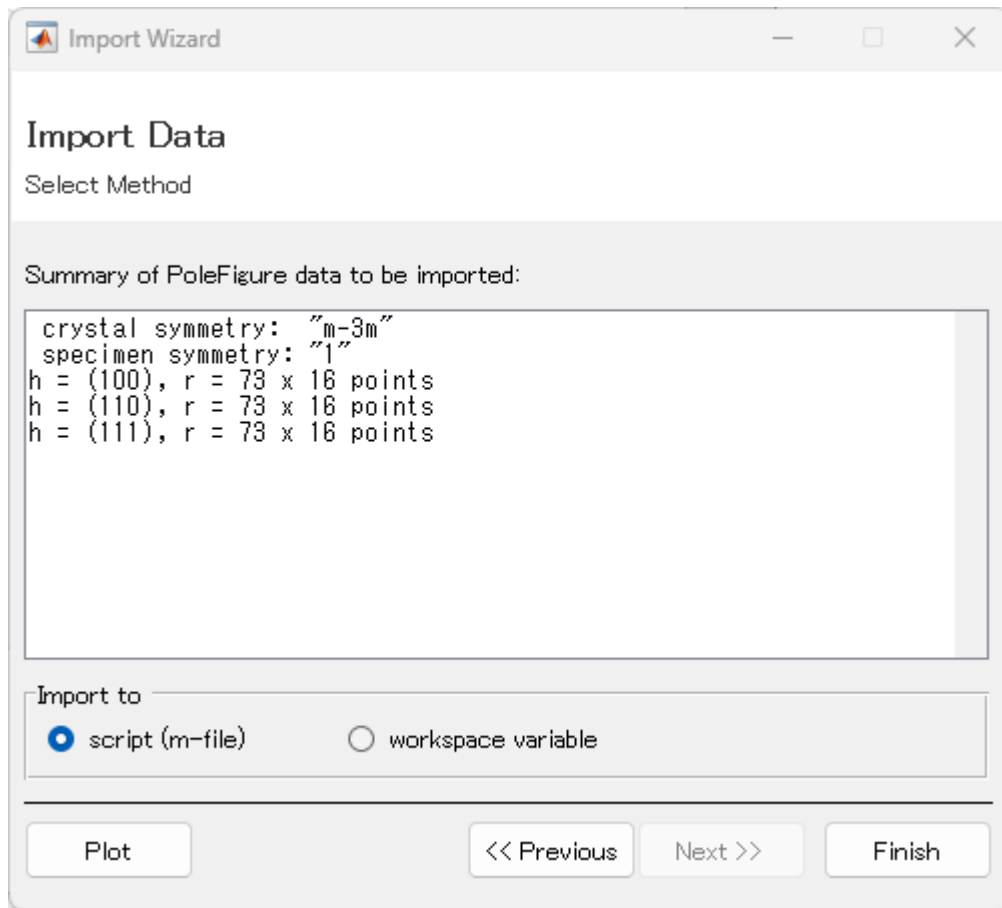 Import Wizard
Import Data
Select Method
Summary of PoleFigure data to be imported:
crystal symmetry: "m-3m"
specimen symmetry: "1"
h = (100), r = 73 x 16 points
h = (110), r = 73 x 16 points
h = (111), r = 73 x 16 points
Import to
script (m-file) workspace variable
Plot << Previous Next >> Finish